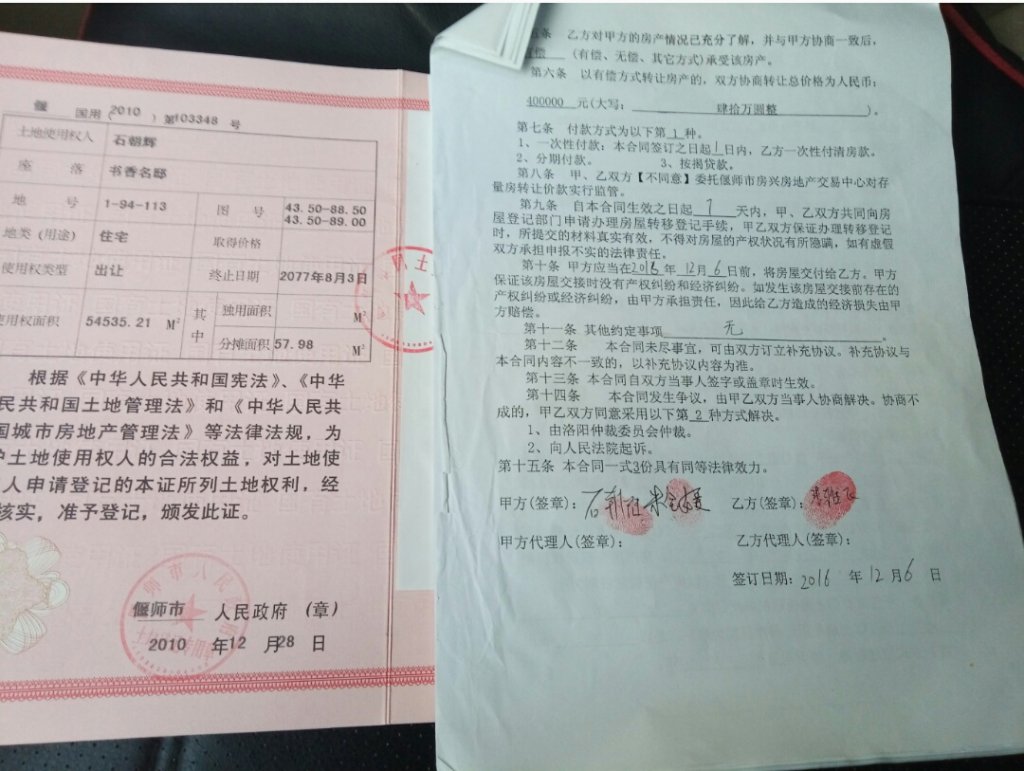 偃 国用（2010 ）第103348 号
土地使用权人 石朝辉
座 落 书香名邸
地 号 1-94-113 图 号 43.50-88.50
43.50-89.00
地类（用途） 住宅 取得价格
使用权类型 出让 终止日期 2077年8月3日
使用权面积 54535.21 M² 其中 独用面积 M²
分摊面积 57.98 M²
根据《中华人民共和国宪法》、《中华
民共和国土地管理法》和《中华人民共
国城市房地产管理法》等法律法规，为
护土地使用权人的合法权益，对土地使
人申请登记的本证所列土地权利，经
核实，准予登记，颁发此证。
偃师市 人民政府 （章）
2010 年12 月28 日
五条 乙方对甲方的房产情况已充分了解，并与甲方协商一致后，
有偿 （有偿、无偿、其它方式）承受该房产。
第六条 以有偿方式转让房产的，双方协商转让总价格为人民币：
400000 元(大写： 肆拾万圆整 )。
第七条 付款方式为以下第 1 种。
1、一次性付款：本合同签订之日起1日内，乙方一次性付清房款，
2、分期付款。 3、按揭贷款，
第八条 甲、乙双方【不同意】委托偃师市房兴房地产交易中心对存
量房转让价款实行监管。
第九条 自本合同生效之日起 7 天内，甲、乙双方共同向房
屋登记部门申请办理房屋转移登记手续，甲乙双方保证办理转移登记
时，所提交的材料真实有效，不得对房屋的产权状况有所隐瞒，如有虚假
双方承担申报不实的法律责任。
第十条 甲方应当在2016 年 12月 6 日前，将房屋交付给乙方。甲方
保证该房屋交接时没有产权纠纷和经济纠纷。如发生该房屋交接前存在的
产权纠纷或经济纠纷，由甲方承担责任，因此给乙方造成的经济损失由甲
方赔偿。
第十一条 其他约定事项 无 。
第十二条 本合同未尽事宜，可由双方订立补充协议。补充协议与
本合同内容不一致的，以补充协议内容为准。
第十三条 本合同自双方当事人签字或盖章时生效。
第十四条 本合同发生争议，由甲乙双方当事人协商解决。协商不
成的，甲乙双方同意采用以下第 2 种方式解决。
1、由洛阳仲裁委员会仲裁。
2、向人民法院起诉。
第十五条 本合同一式3份具有同等法律效力。
甲方(签章)： 石 乙方(签章)：
甲方代理人(签章)： 乙方代理人(签章)：
签订日期：2016 年 12 月 6 日